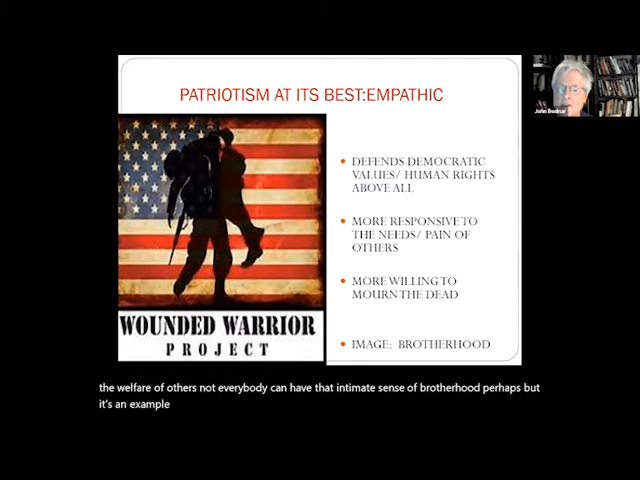 PATRIOTISM AT ITS BEST:EMPATHIC
John Bodnar
DEFENDS DEMOCRATIC
VALUES/ HUMAN RIGHTS
ABOVE ALL
MORE RESPONSIVE TO
THE NEEDS/ PAIN OF
OTHERS
MORE WILLING TO
MOURN THE DEAD
IMAGE: BROTHERHOOD
WOUNDED WARRIOR
PROJECT
the welfare of others not everybody can have that intimate sense of brotherhood perhaps but
it's an example